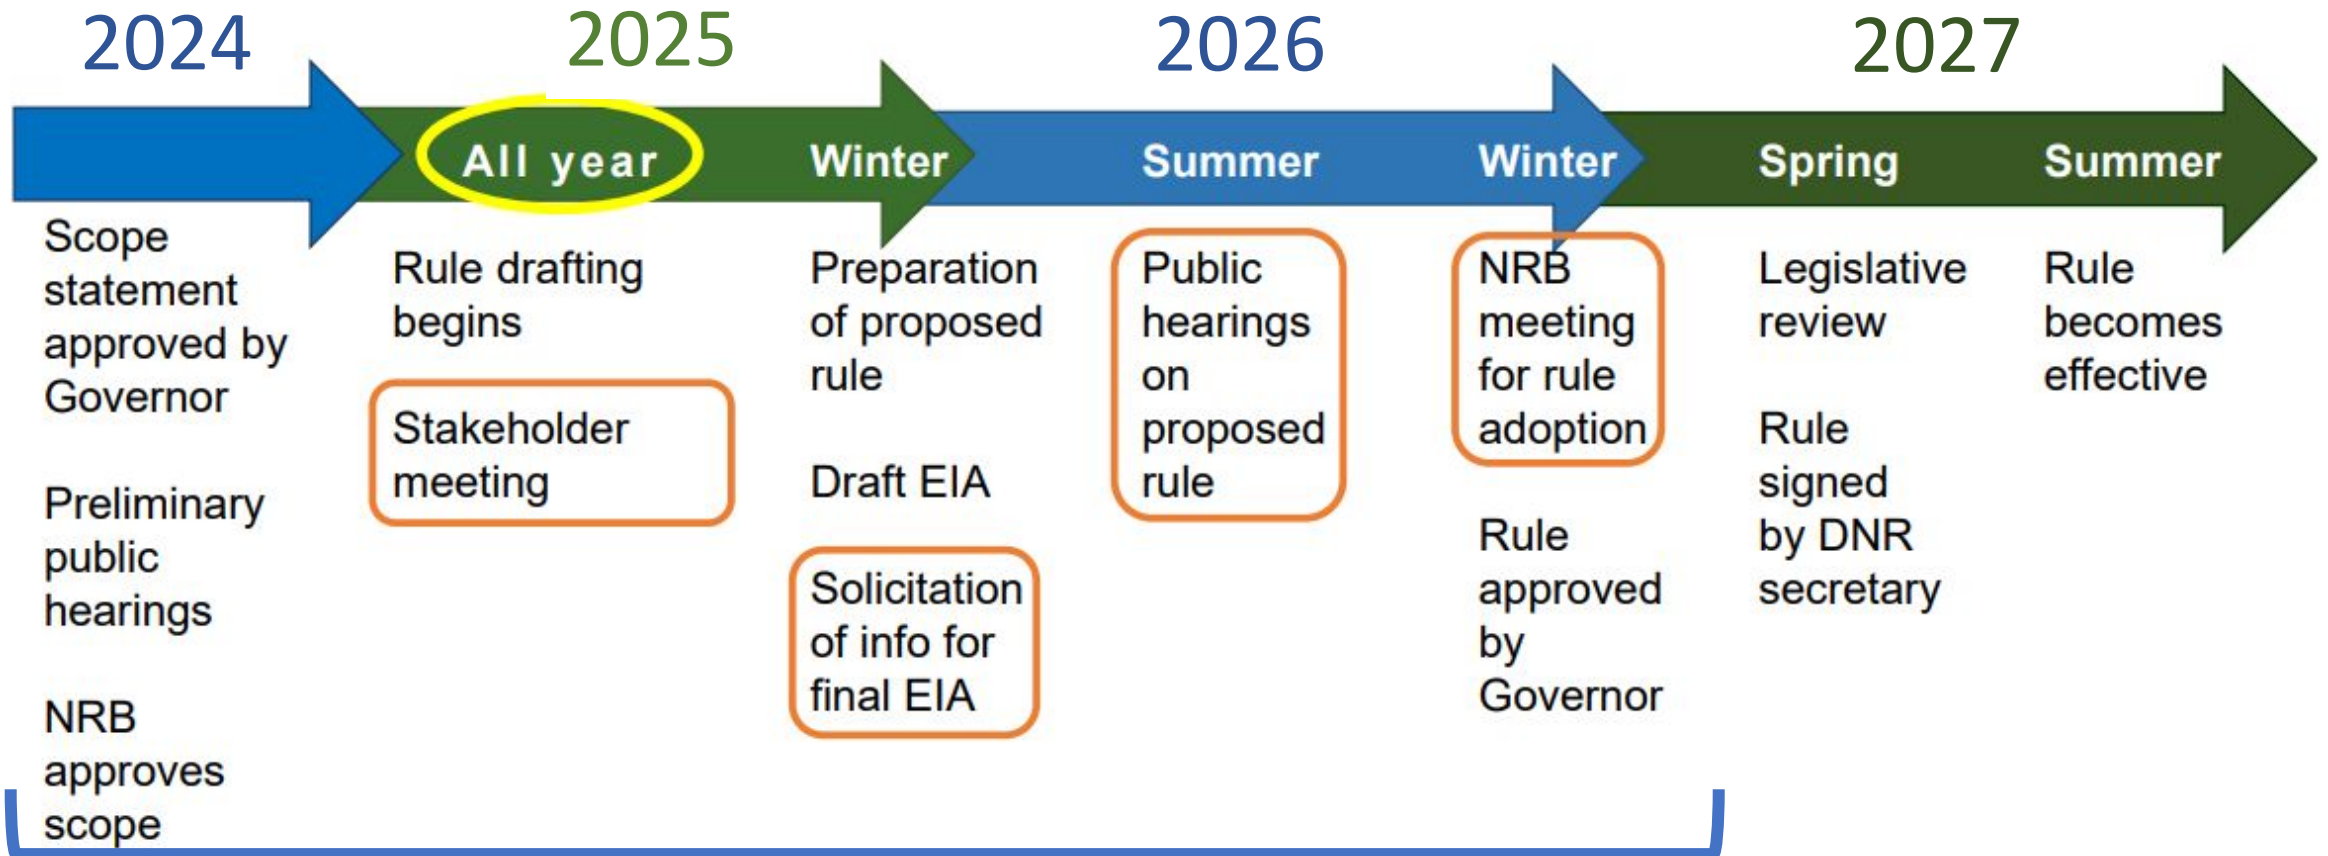 2024
2025
2026
2027
All year
Winter
Summer
Winter
Spring
Summer
Scope
statement
approved by
Governor
Preliminary
public
hearings
NRB
approves
scope
Rule drafting
begins
Stakeholder
meeting
Preparation
of proposed
rule
Draft EIA
Solicitation
of info for
final EIA
Public
hearings
on
proposed
rule
NRB
meeting
for rule
adoption
Rule
approved
by
Governor
Legislative
review
Rule
signed
by DNR
secretary
Rule
becomes
effective